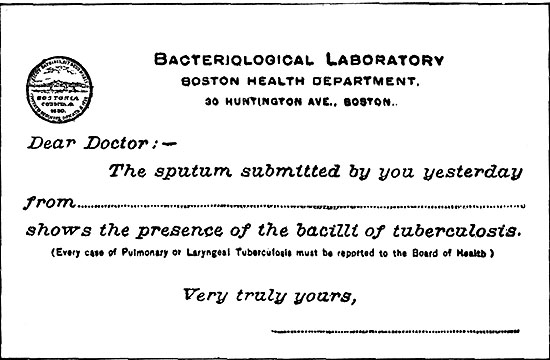 BOSTONIA
CONDITA A.
1630.
BACTERIOLOGICAL LABORATORY
BOSTON HEALTH DEPARTMENT,
30 HUNTINGTON AVE., BOSTON..
Dear Doctor:—
The sputum submitted by you yesterday
from
shows the presence of the bacilli of tuberculosis.
(Every case of Pulmonary or Laryngeal Tuberculosis must be reported to the Board of Health)
Very truly yours,